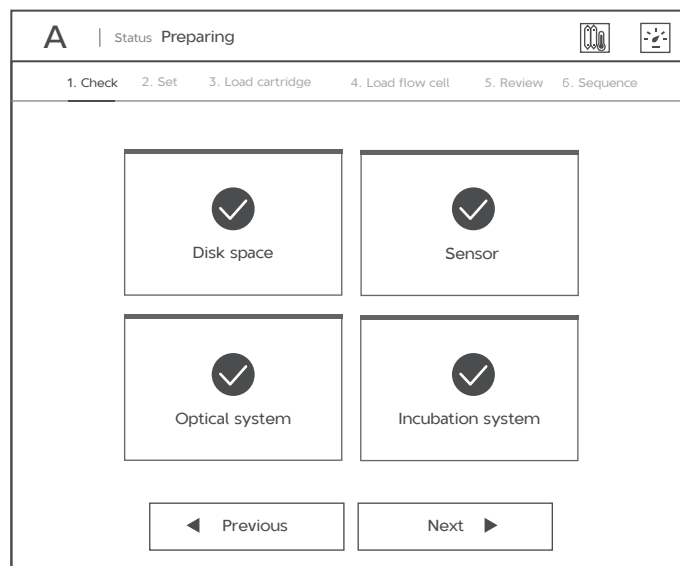 A | Status Preparing
1. Check 2. Set 3. Load cartridge 4. Load flow cell 5. Review 6. Sequence
Disk space Sensor
Optical system Incubation system
Previous Next